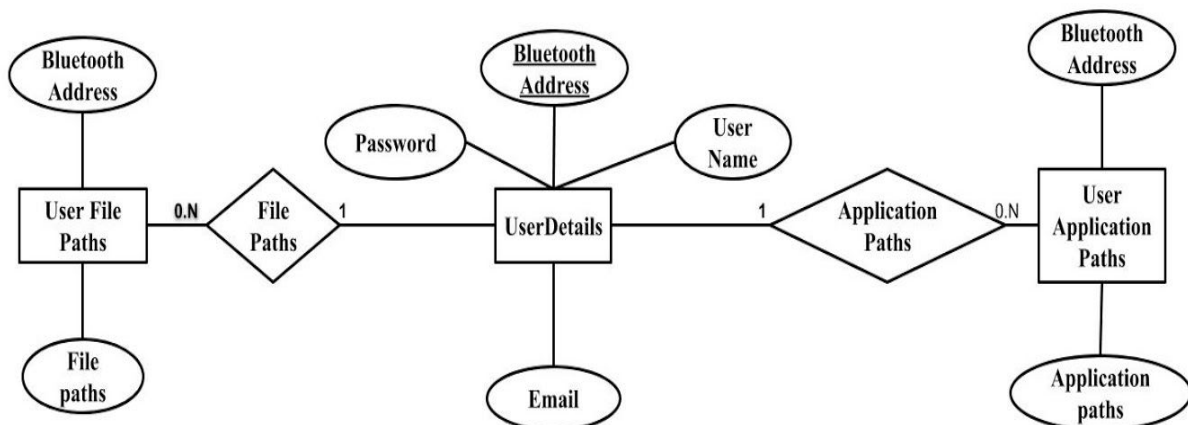 Bluetooth
Address
Bluetooth
Address
Bluetooth
Address
Password
User
Name
User File
Paths
0.N
File
Paths
1
UserDetails
1
Application
Paths
0.N
User
Application
Paths
File
paths
Email
Application
paths